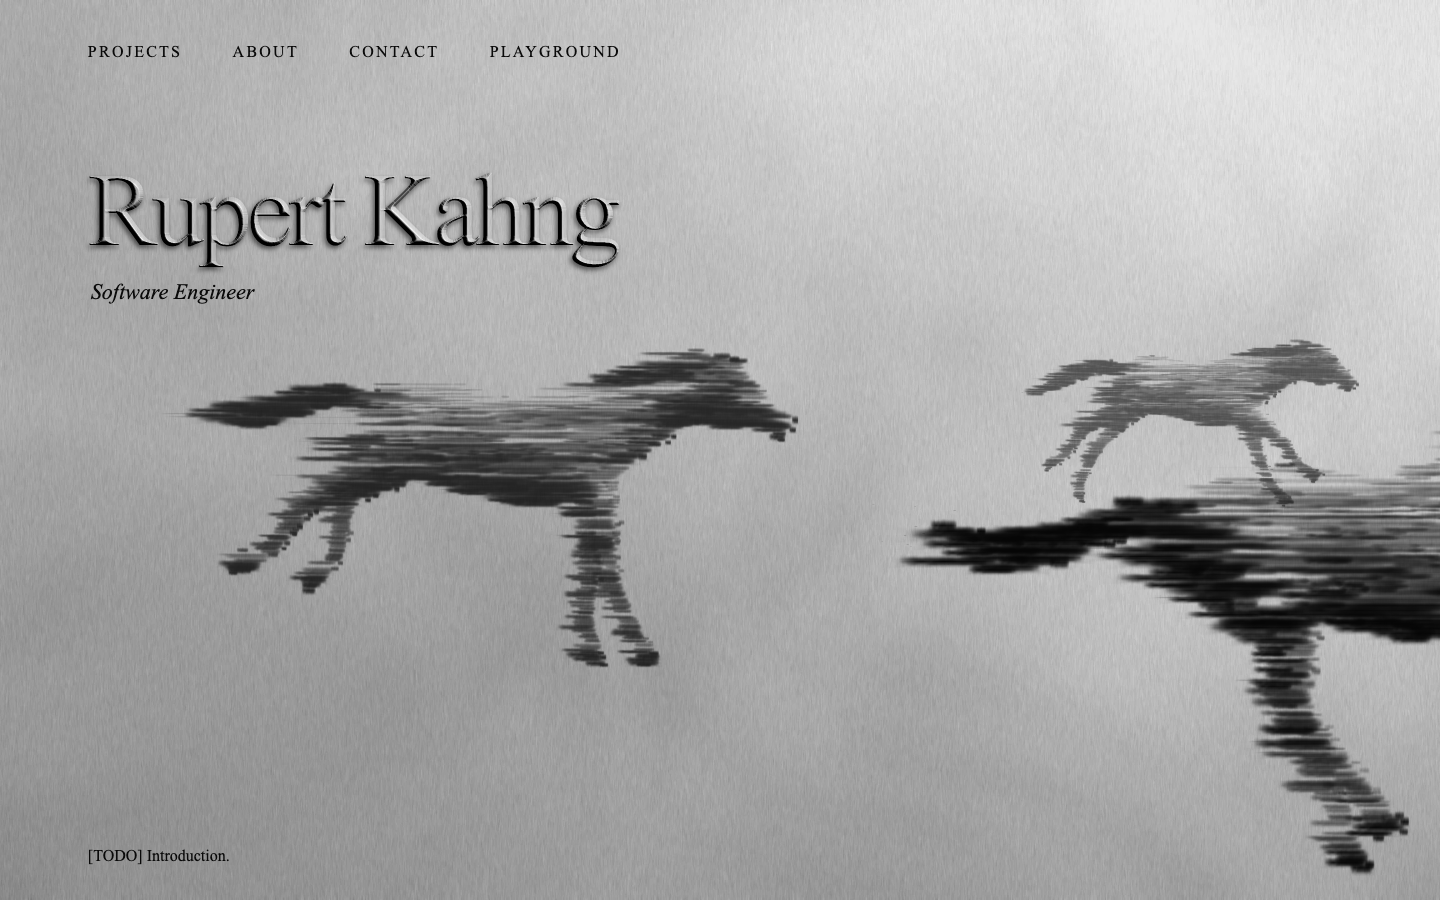 PROJECTS ABOUT CONTACT PLAYGROUND
Rupert Kahng
Software Engineer
[TODO] Introduction.